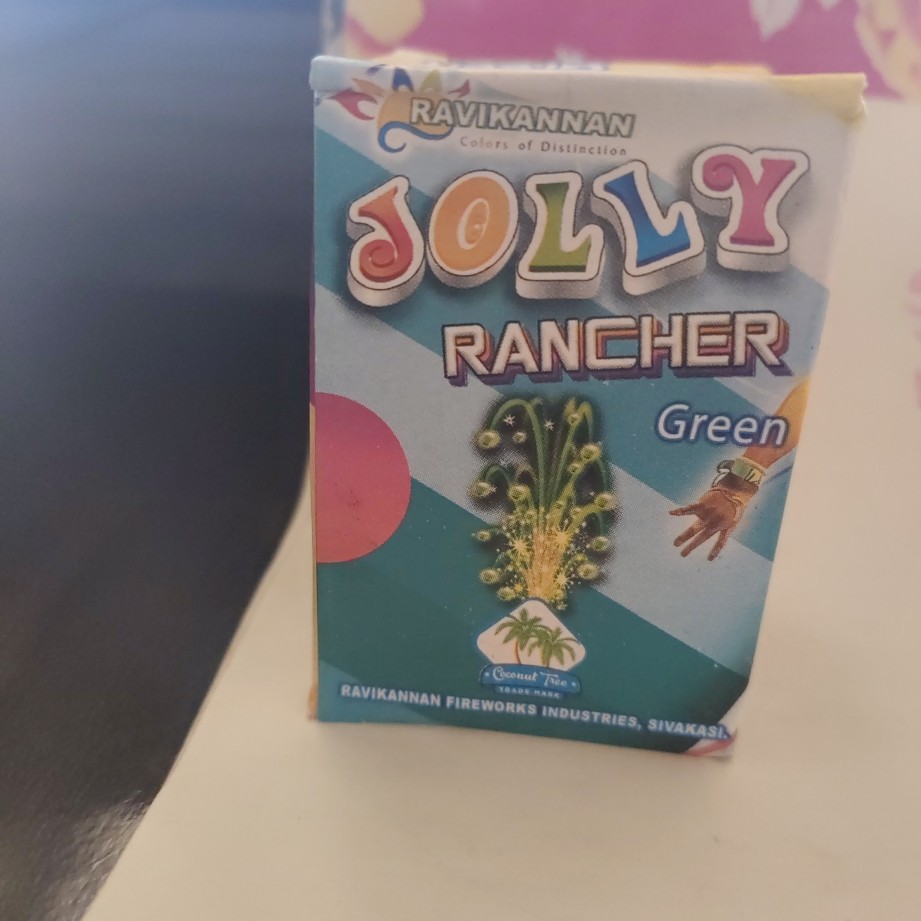 RAVIKANNAN
Colors of Distinction
JOLLY
RANCHER
Green
Coconut Tree
TRADE MARK
RAVIKANNAN FIREWORKS INDUSTRIES, SIVAKASI.